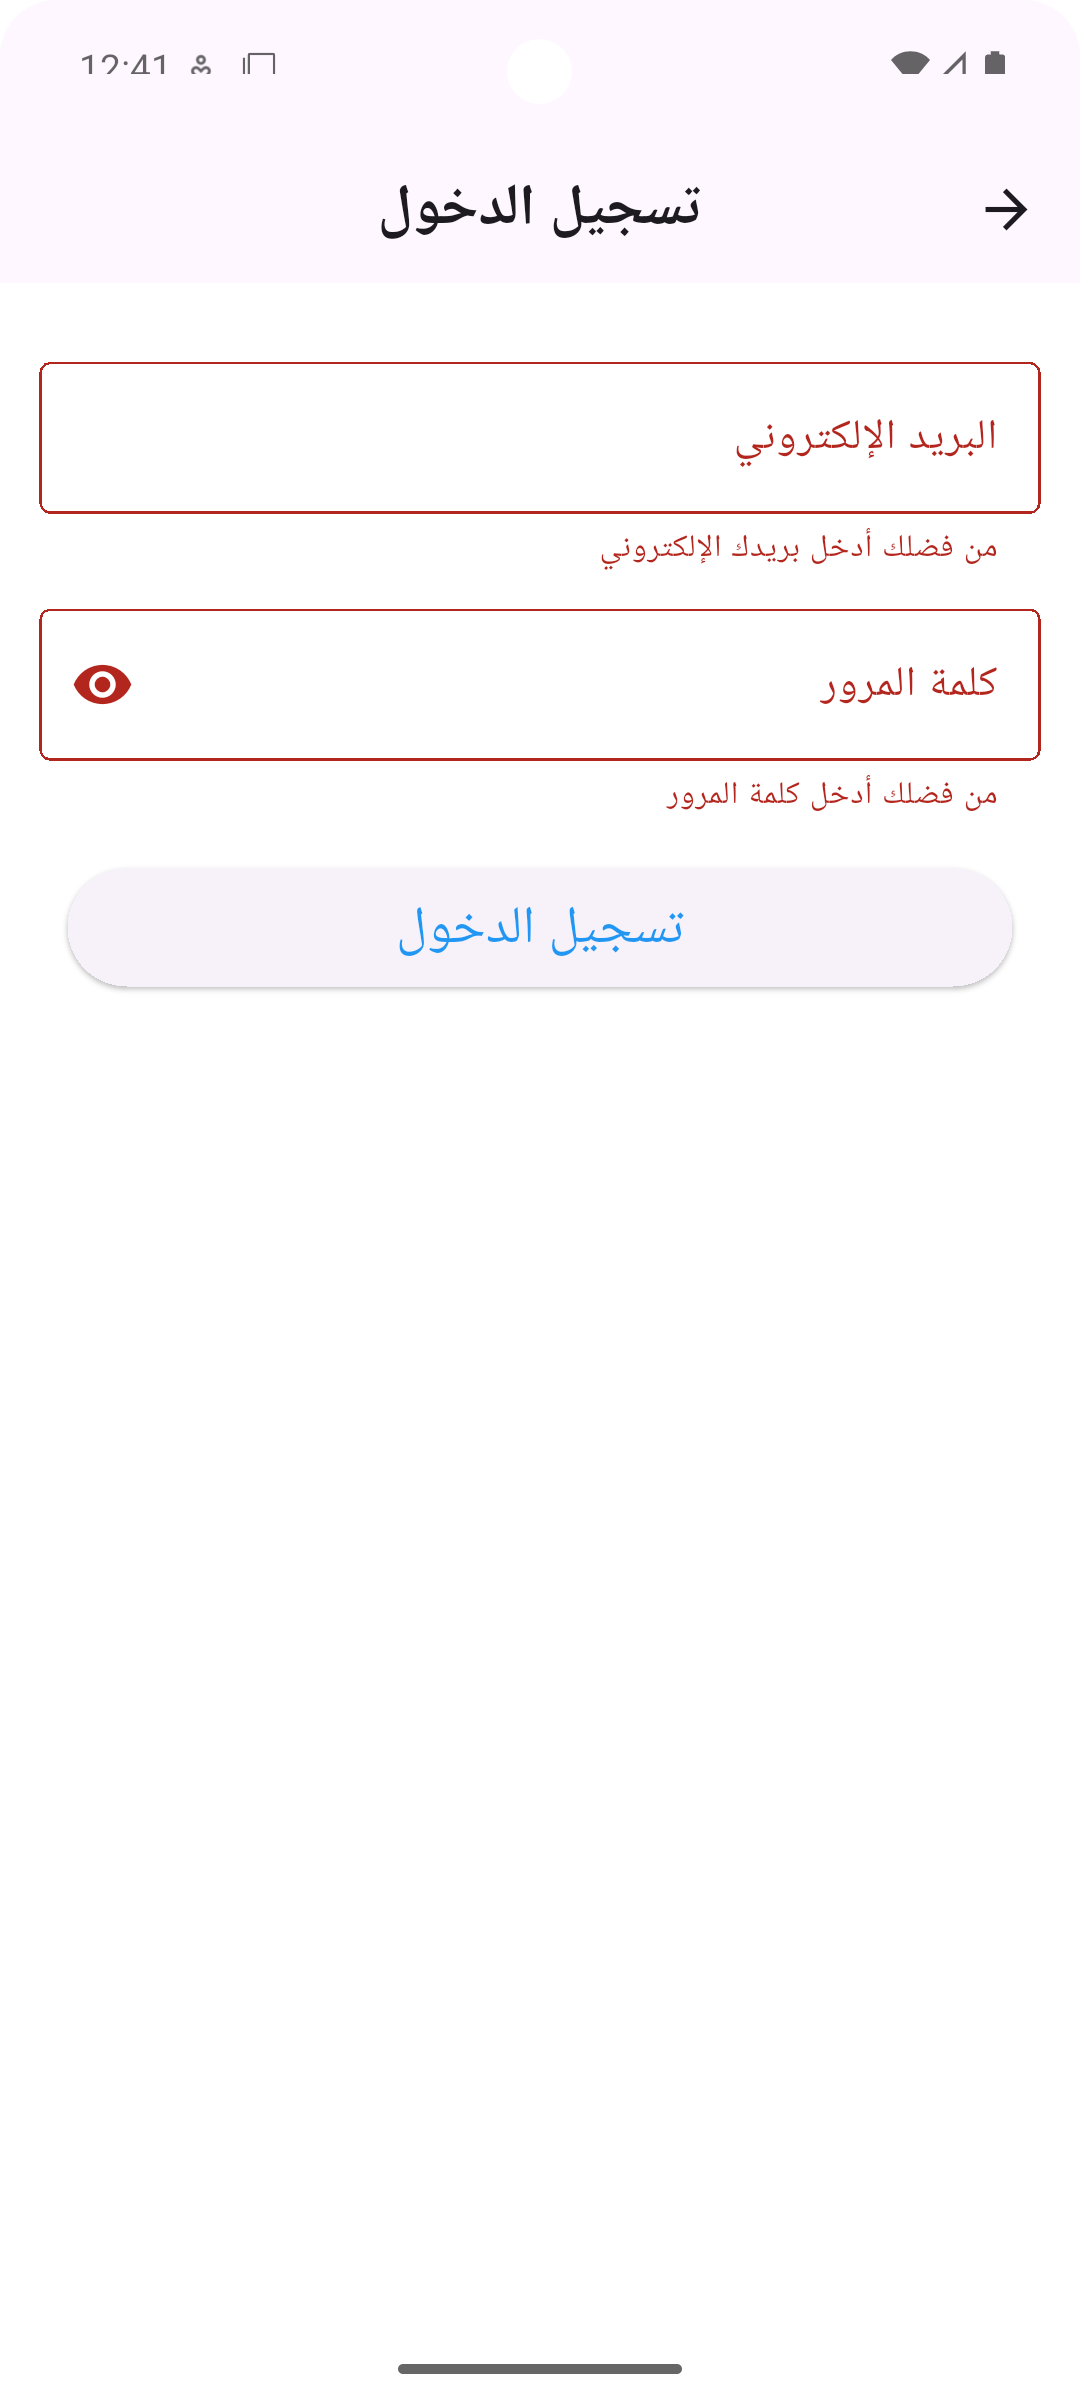 12:41
تسجيل الدخول
البريد الإلكتروني
من فضلك أدخل بريدك الإلكتروني
كلمة المرور
من فضلك أدخل كلمة المرور
تسجيل الدخول